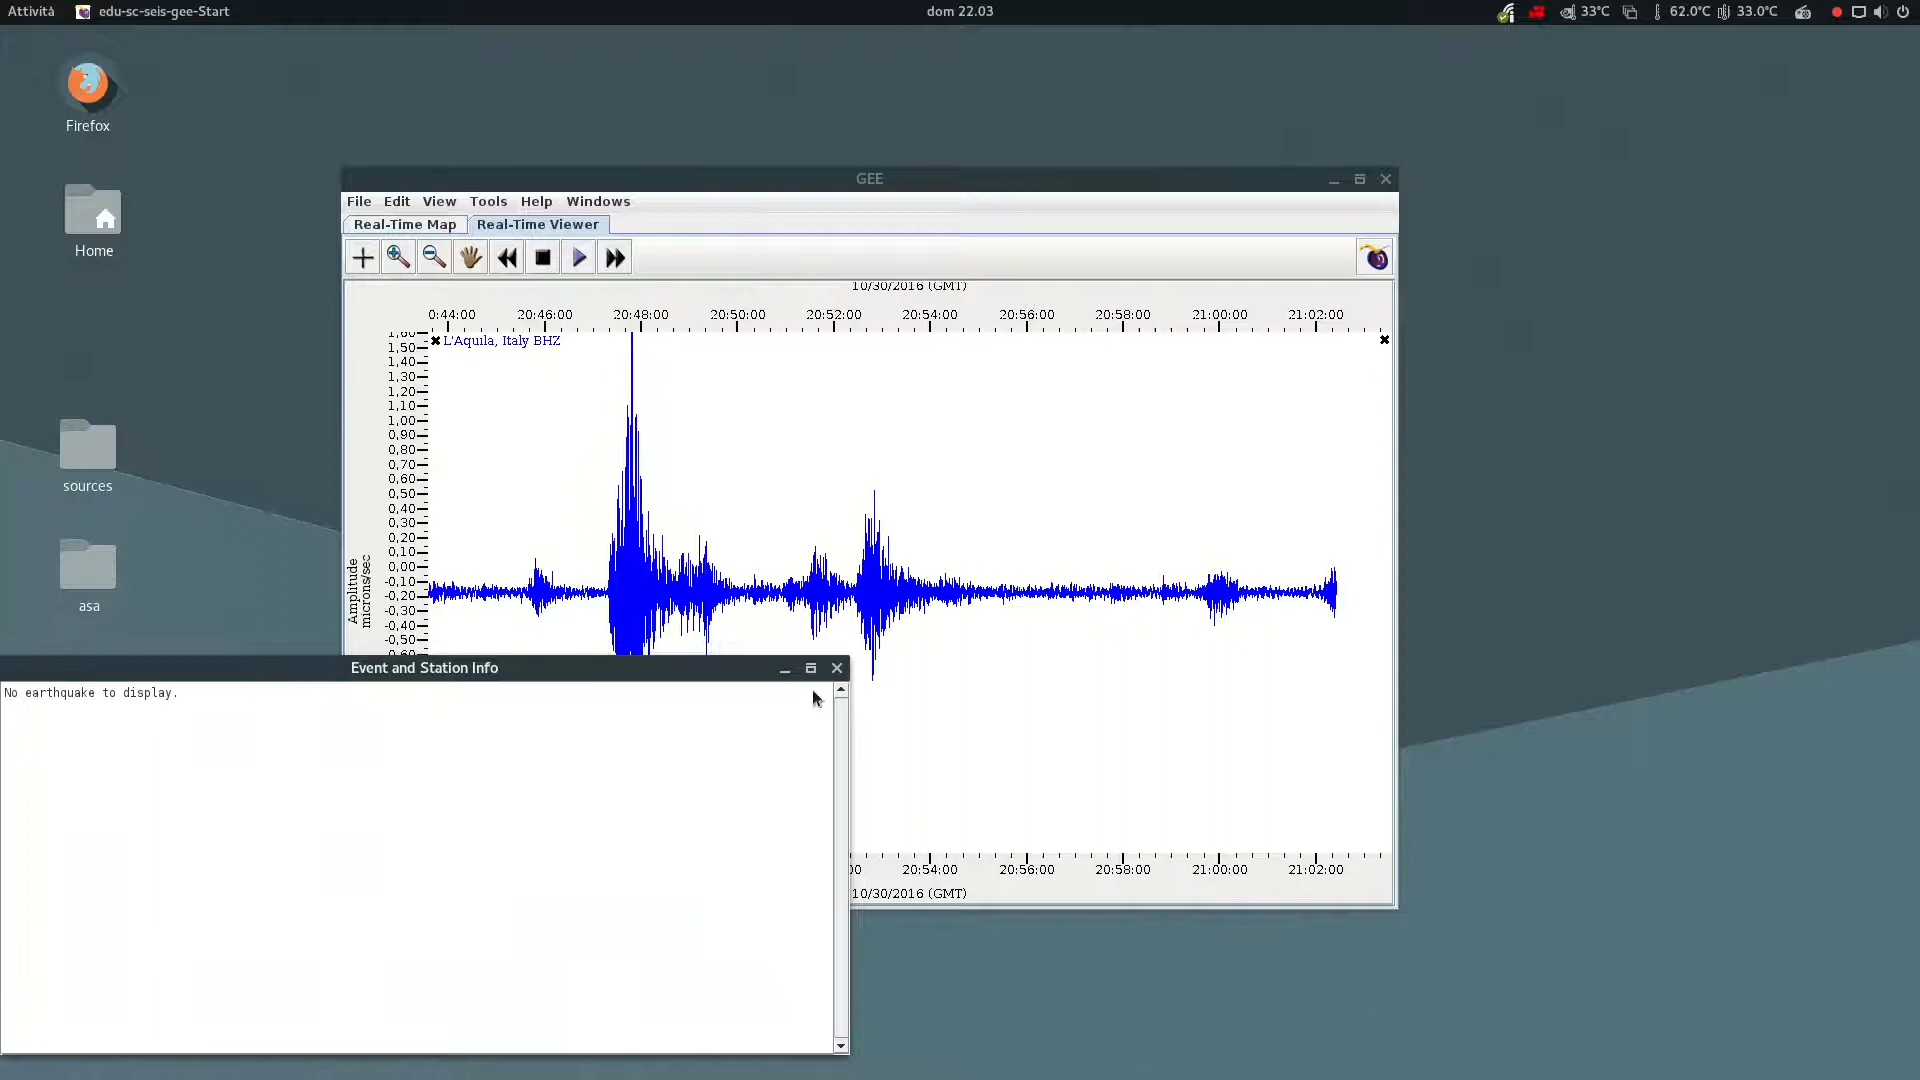 Attività edu-sc-seis-gee-Start dom 22.03 33°C 62.0°C 33.0°C
Firefox
Home
sources
asa
GEE
File Edit View Tools Help Windows
Real-Time Map Real-Time Viewer
10/30/2016 (GMT)
0:44:00 20:46:00 20:48:00 20:50:00 20:52:00 20:54:00 20:56:00 20:58:00 21:00:00 21:02:00
L'Aquila, Italy BHZ
1,60
1,50
1,40
1,30
1,20
1,10
1,00
0,90
0,80
0,70
0,60
0,50
0,40
0,30
0,20
0,10
0,00
-0,10
-0,20
-0,30
-0,40
-0,50
Amplitude
microns/sec
Event and Station Info
No earthquake to display.
00 20:54:00 20:56:00 20:58:00 21:00:00 21:02:00
10/30/2016 (GMT)